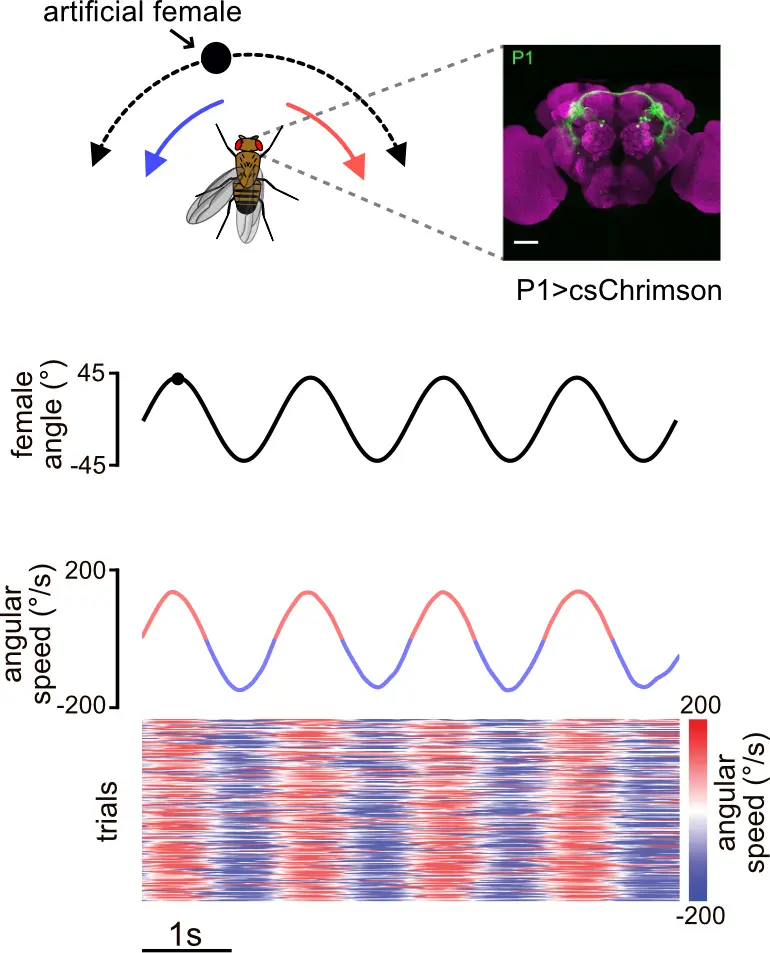 artificial female
P1
P1>csChrimson
female
angle (°)
45
-45
angular
speed (°/s)
200
-200
trials
200
angular
speed (°/s)
-200
1s